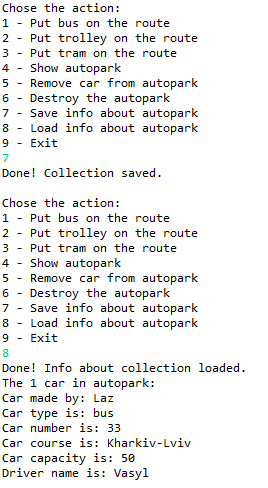 Chose the action:
1 - Put bus on the route
2 - Put trolley on the route
3 - Put tram on the route
4 - Show autopark
5 - Remove car from autopark
6 - Destroy the autopark
7 - Save info about autopark
8 - Load info about autopark
9 - Exit
7
Done! Collection saved.

Chose the action:
1 - Put bus on the route
2 - Put trolley on the route
3 - Put tram on the route
4 - Show autopark
5 - Remove car from autopark
6 - Destroy the autopark
7 - Save info about autopark
8 - Load info about autopark
9 - Exit
8
Done! Info about collection loaded.
The 1 car in autopark:
Car made by: Laz
Car type is: bus
Car number is: 33
Car course is: Kharkiv-Lviv
Car capacity is: 50
Driver name is: Vasyl